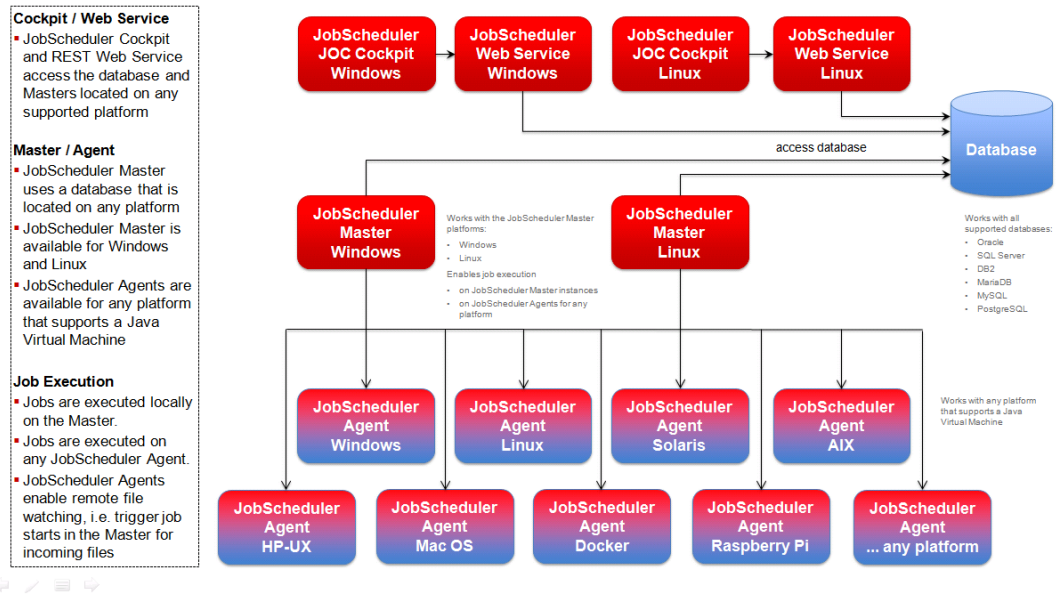 Cockpit / Web Service
JobScheduler Cockpit
and REST Web Service
access the database and
Masters located on any
supported platform
Master / Agent
JobScheduler Master
uses a database that is
located on any platform
JobScheduler Master is
available for Windows
and Linux
JobScheduler Agents are
available for any platform
that supports a Java
Virtual Machine
Job Execution
Jobs are executed locally
on the Master.
Jobs are executed on
any JobScheduler Agent.
JobScheduler Agents
enable remote file
watching, i.e. trigger job
starts in the Master for
incoming files
JobScheduler
JOC Cockpit
Windows
JobScheduler
Web Service
Windows
JobScheduler
JOC Cockpit
Linux
JobScheduler
Web Service
Linux
Database
access database
JobScheduler
Master
Windows
Works with the JobScheduler Master
platforms:
• Windows
• Linux
Enables job execution
• on JobScheduler Master instances
• on JobScheduler Agents for any
platform
JobScheduler
Master
Linux
Works with all
supported databases:
• Oracle
• SQL Server
• DB2
• MariaDB
• MySQL
• PostgreSQL
JobScheduler
Agent
Windows
JobScheduler
Agent
Linux
JobScheduler
Agent
Solaris
JobScheduler
Agent
AIX
Works with any platform
that supports a Java
Virtual Machine
JobScheduler
Agent
HP-UX
JobScheduler
Agent
Mac OS
JobScheduler
Agent
Docker
JobScheduler
Agent
Raspberry Pi
JobScheduler
Agent
... any platform